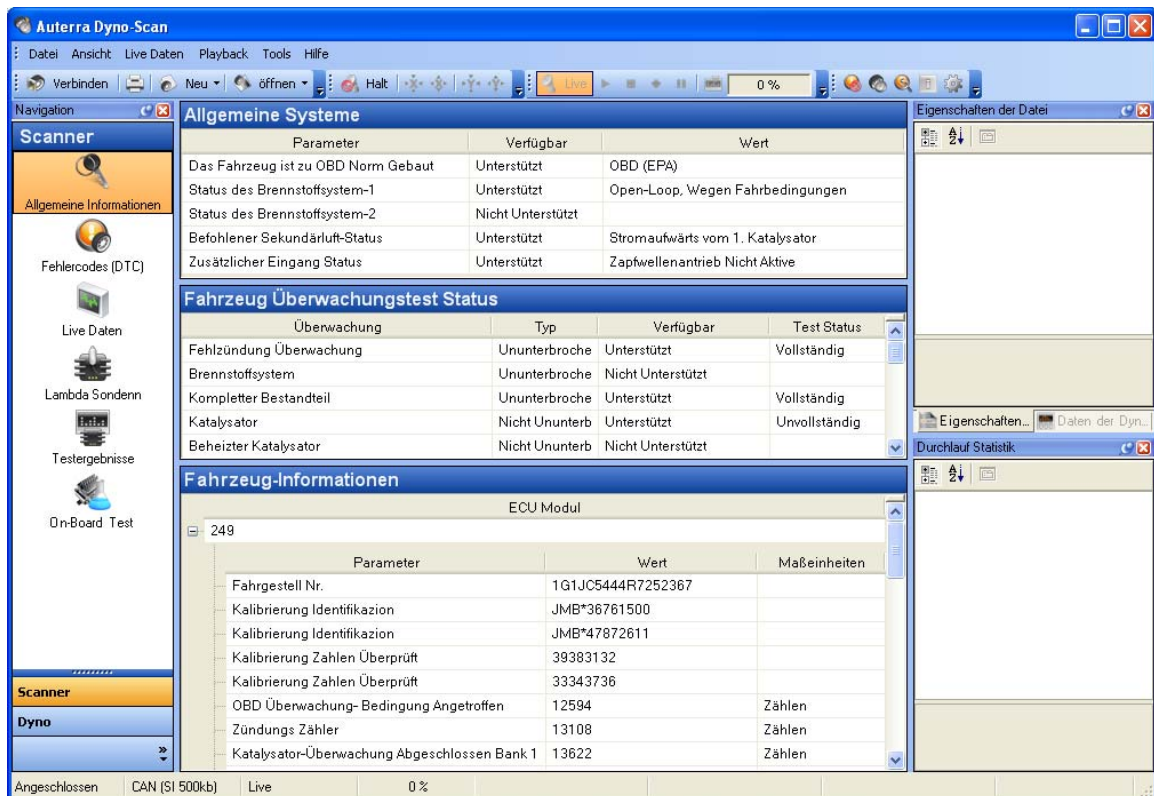 Auterra Dyno-Scan
Datei Ansicht Live Daten Playback Tools Hilfe
Verbinden Neu öffnen Halt Live 0 %
Navigation
Scanner
Allgemeine Informationen
Fehlercodes (DTC)
Live Daten
Lambda Sondenn
Testergebnisse
On-Board Test
Scanner
Dyno
Allgemeine Systeme
Parameter Verfügbar Wert
Das Fahrzeug ist zu OBD Norm Gebaut Unterstützt OBD (EPA)
Status des Brennstoffsystem-1 Unterstützt Open-Loop, Wegen Fahrbedingungen
Status des Brennstoffsystem-2 Nicht Unterstützt
Befohlener Sekundärluft-Status Unterstützt Stromaufwärts vom 1. Katalysator
Zusätzlicher Eingang Status Unterstützt Zapfwellenantrieb Nicht Aktive
Fahrzeug Überwachungstest Status
Überwachung Typ Verfügbar Test Status
Fehlzündung Überwachung Ununterbroche Unterstützt Vollständig
Brennstoffsystem Ununterbroche Nicht Unterstützt
Kompletter Bestandteil Ununterbroche Unterstützt Vollständig
Katalysator Nicht Ununterb Unterstützt Unvollständig
Beheizter Katalysator Nicht Ununterb Nicht Unterstützt
Fahrzeug-Informationen
ECU Modul
249
Parameter Wert Maßeinheiten
Fahrgestell Nr. 1G1JC5444R7252367
Kalibrierung Identifikazion JMB*36761500
Kalibrierung Identifikazion JMB*47872611
Kalibrierung Zahlen Überprüft 39383132
Kalibrierung Zahlen Überprüft 33343736
OBD Überwachung- Bedingung Angetroffen 12594 Zählen
Zündungs Zähler 13108 Zählen
Katalysator-Überwachung Abgeschlossen Bank 1 13622 Zählen
Eigenschaften der Datei
Eigenschaften... Daten der Dyn...
Durchlauf Statistik
Angeschlossen CAN (SI 500kb) Live 0 %